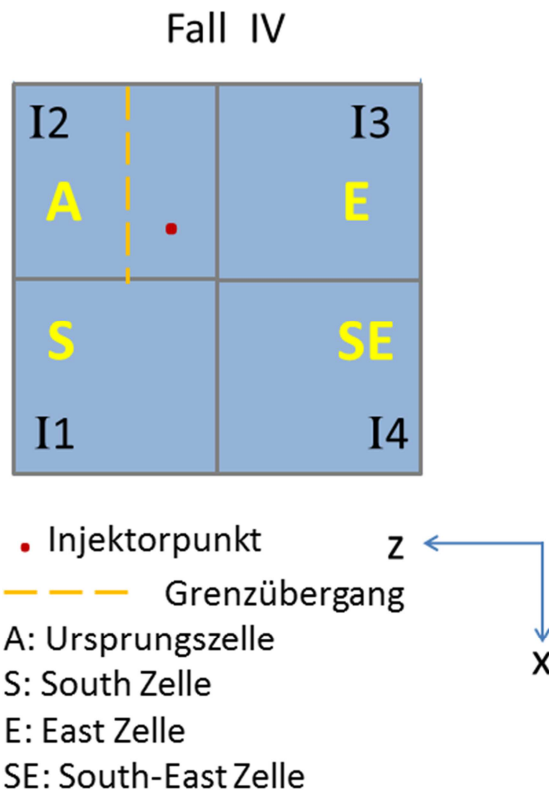 Fall IV
I2 I3
A E
S SE
I1 I4
Injektorpunkt
z
Grenzübergang
A: Ursprungszelle
x
S: South Zelle
E: East Zelle
SE: South-East Zelle